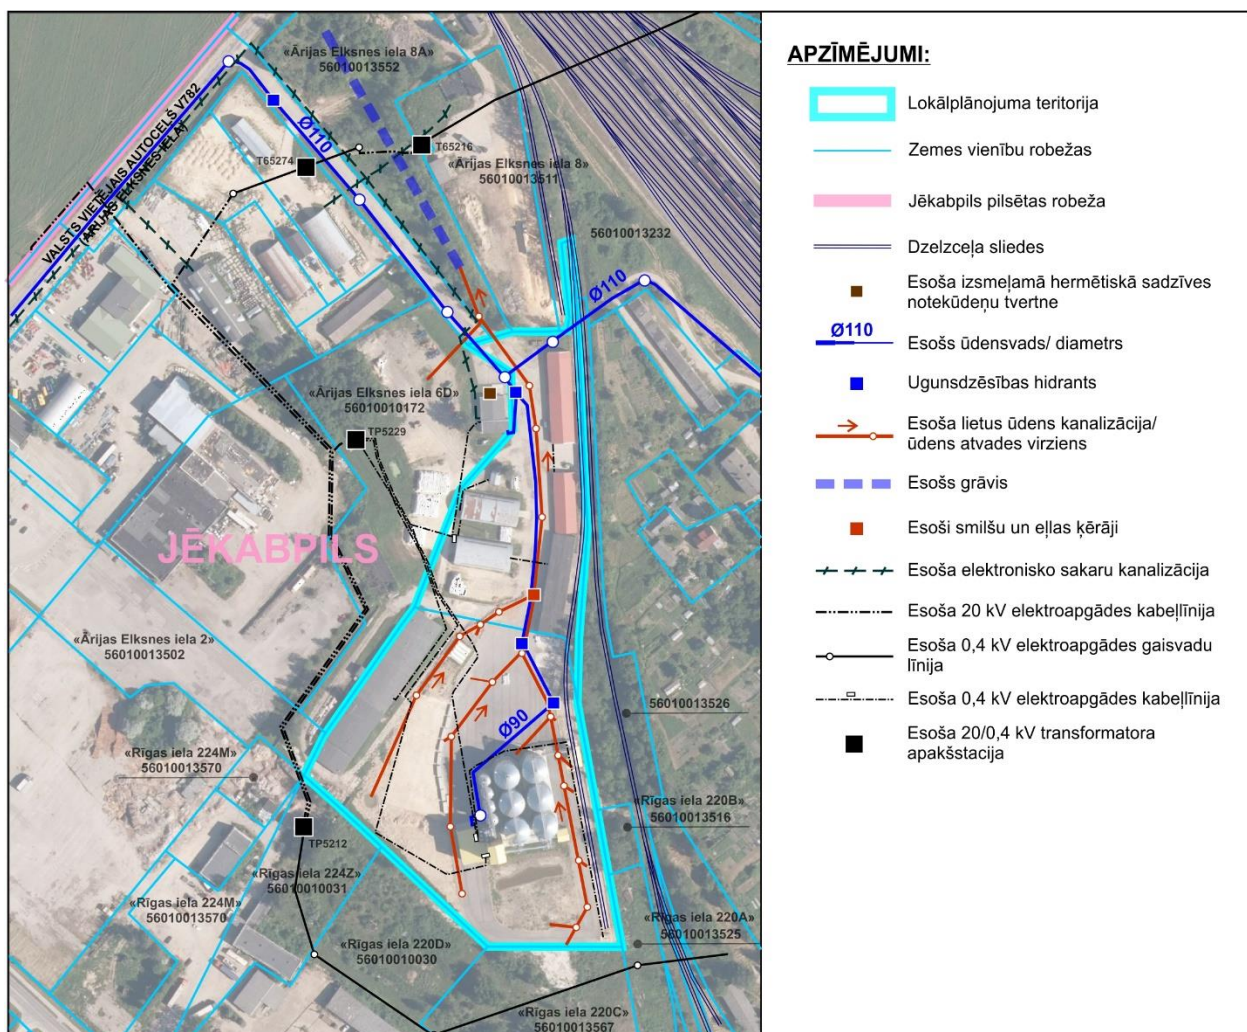 «Ārijas Elksnes iela 8A»
56010013552
VALSTS VIETĒJAIS AUTOCEĻŠ V782
(ĀRIJAS ELKSNES IELA)
Ø110
T65274
T65216
«Ārijas Elksnes iela 8»
56010013511
56010013232
Ø110
«Ārijas Elksnes iela 6D»
56010010172
TP5229
JĒKABPILS
«Ārijas Elksnes iela 2»
56010013502
56010013526
Ø90
«Rīgas iela 224M»
56010013570
«Rīgas iela 220B»
56010013516
TP5212
«Rīgas iela 224Z»
56010010031
«Rīgas iela 224M»
56010013570
«Rīgas iela 220A»
56010013525
«Rīgas iela 220D»
56010010030
«Rīgas iela 220C»
56010013567
APZĪMĒJUMI:
Lokālplānojuma teritorija
Zemes vienību robežas
Jēkabpils pilsētas robeža
Dzelzceļa sliedes
Esoša izsmeļamā hermētiskā sadzīves
notekūdeņu tvertne
Ø110
Esošs ūdensvads/ diametrs
Ugunsdzēsības hidrants
Esoša lietus ūdens kanalizācija/
ūdens atvades virziens
Esošs grāvis
Esoši smilšu un eļļas ķērāji
Esoša elektronisko sakaru kanalizācija
Esoša 20 kV elektroapgādes kabeļlīnija
Esoša 0,4 kV elektroapgādes gaisvadu
līnija
Esoša 0,4 kV elektroapgādes kabeļlīnija
Esoša 20/0,4 kV transformatora
apakšstacija